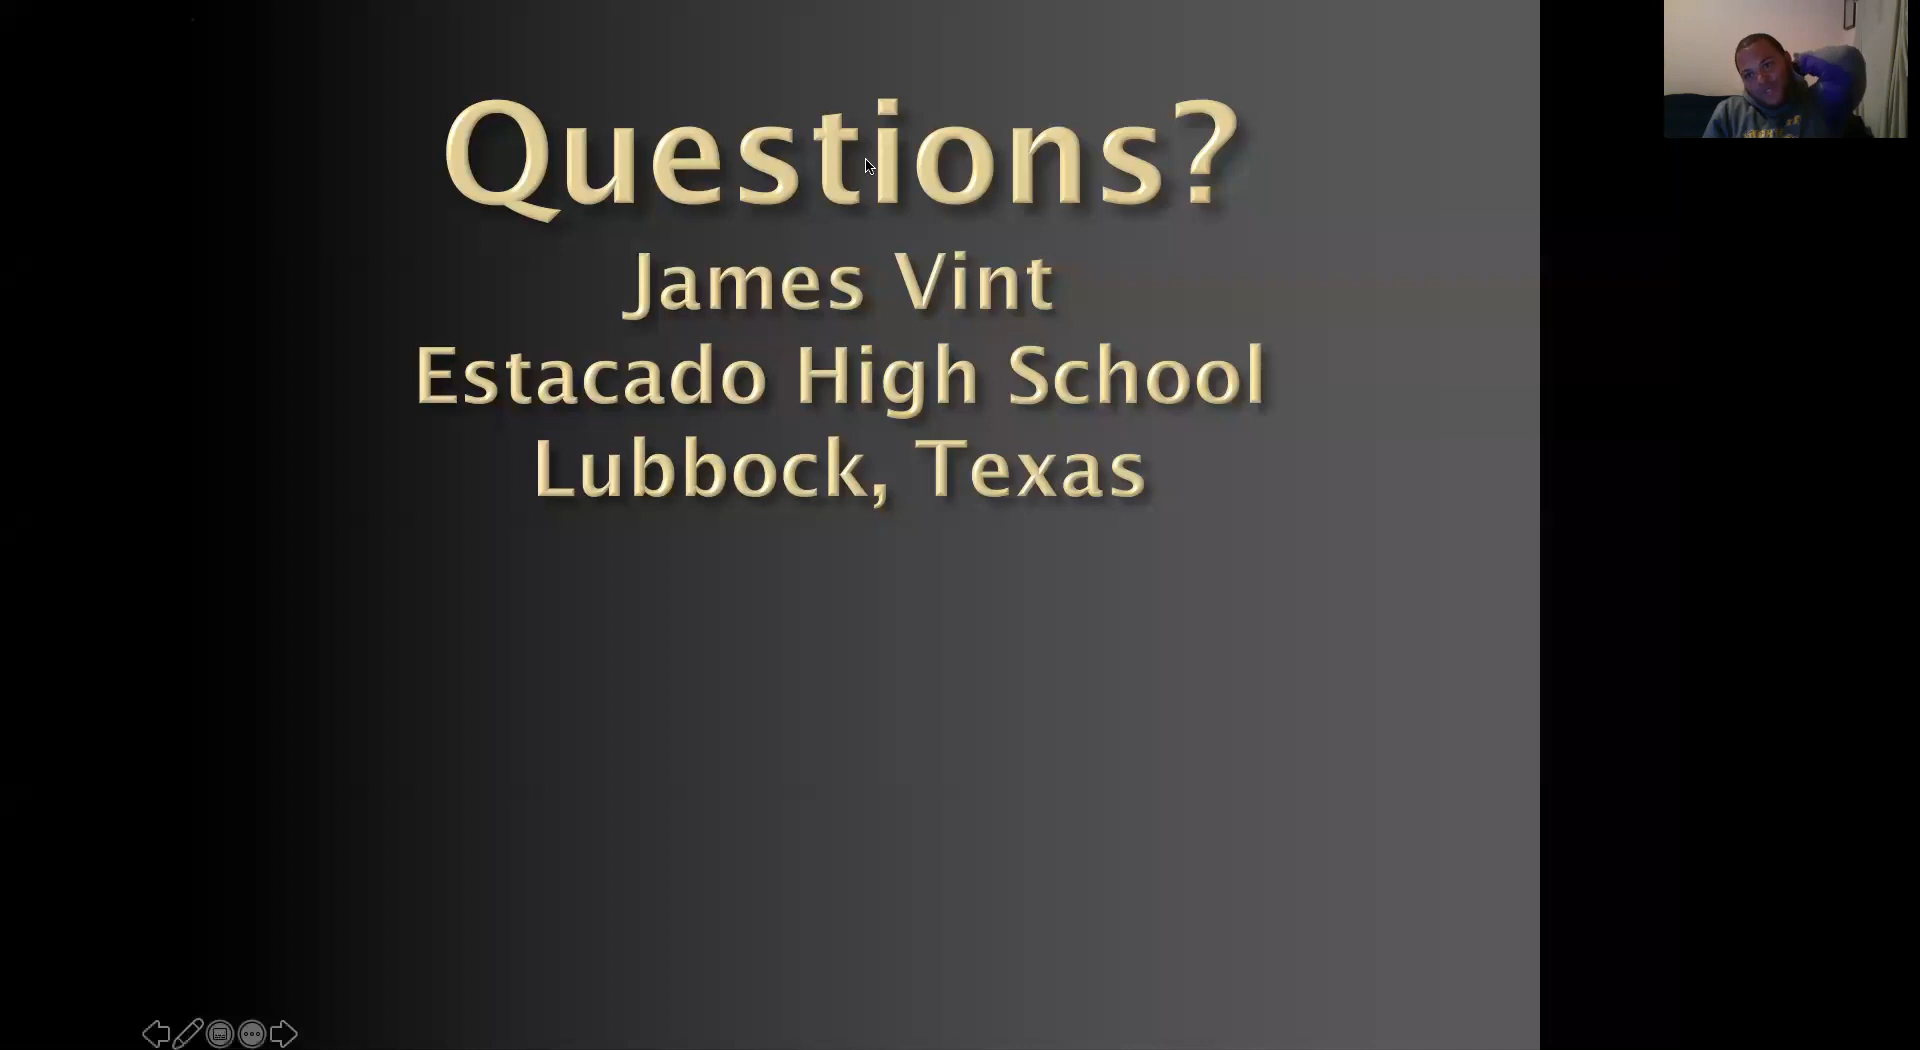 Questions?
James Vint
Estacado High School
Lubbock, Texas